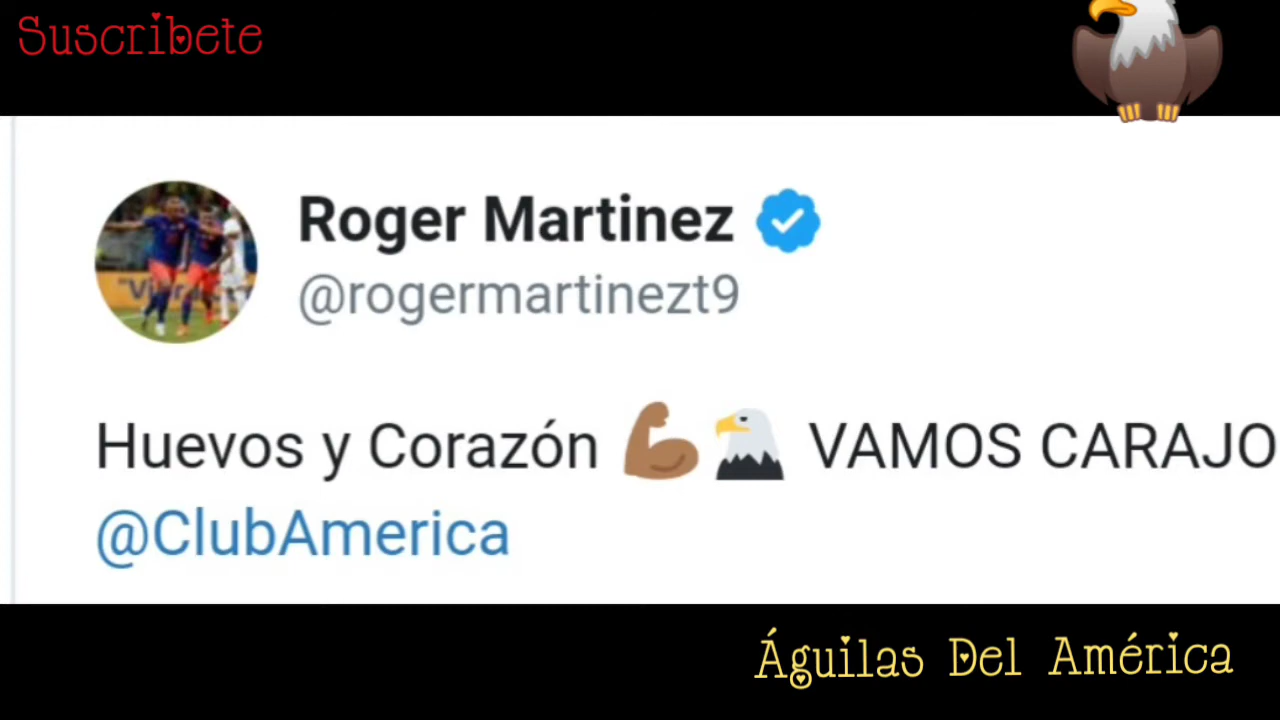 Suscribete
Roger Martinez
@rogermartinezt9
Huevos y Corazón 💪🏽🦅 VAMOS CARAJO
@ClubAmerica
Águilas Del América